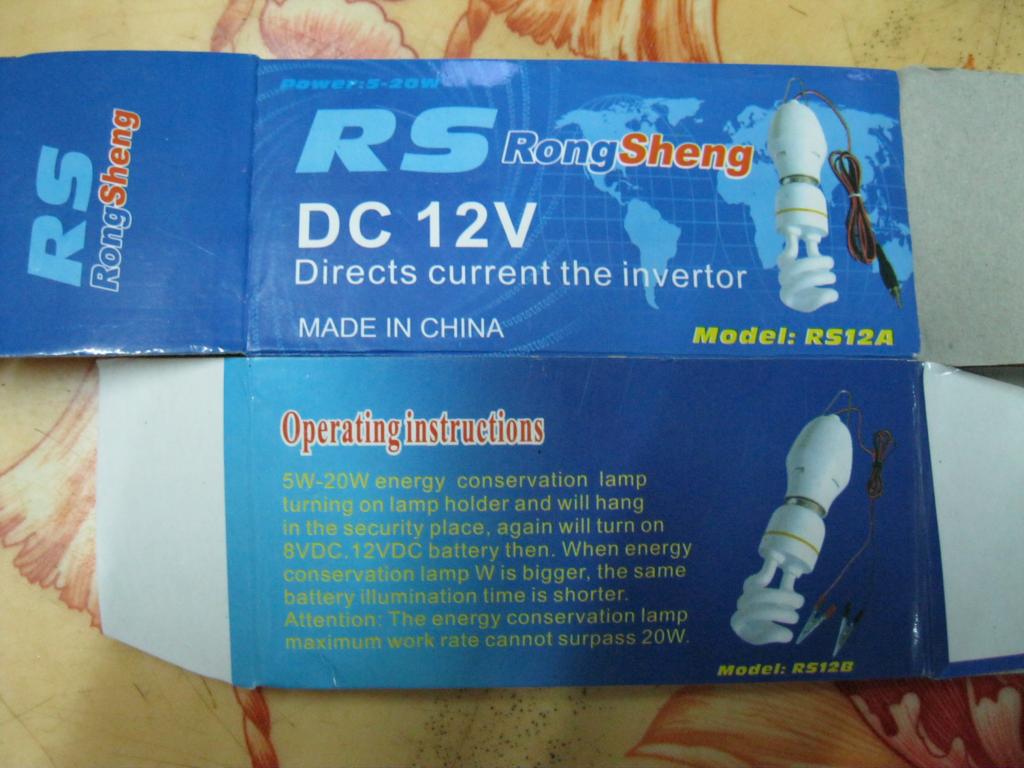 RS
RongSheng
Power:5-20W
RS RongSheng
DC 12V
Directs current the invertor
MADE IN CHINA
Model: RS12A
Operating instructions
5W-20W energy conservation lamp
turning on lamp holder and will hang
in the security place, again will turn on
8VDC.12VDC battery then. When energy
conservation lamp W is bigger, the same
battery illumination time is shorter.
Attention: The energy conservation lamp
maximum work rate cannot surpass 20W.
Model: RS12B